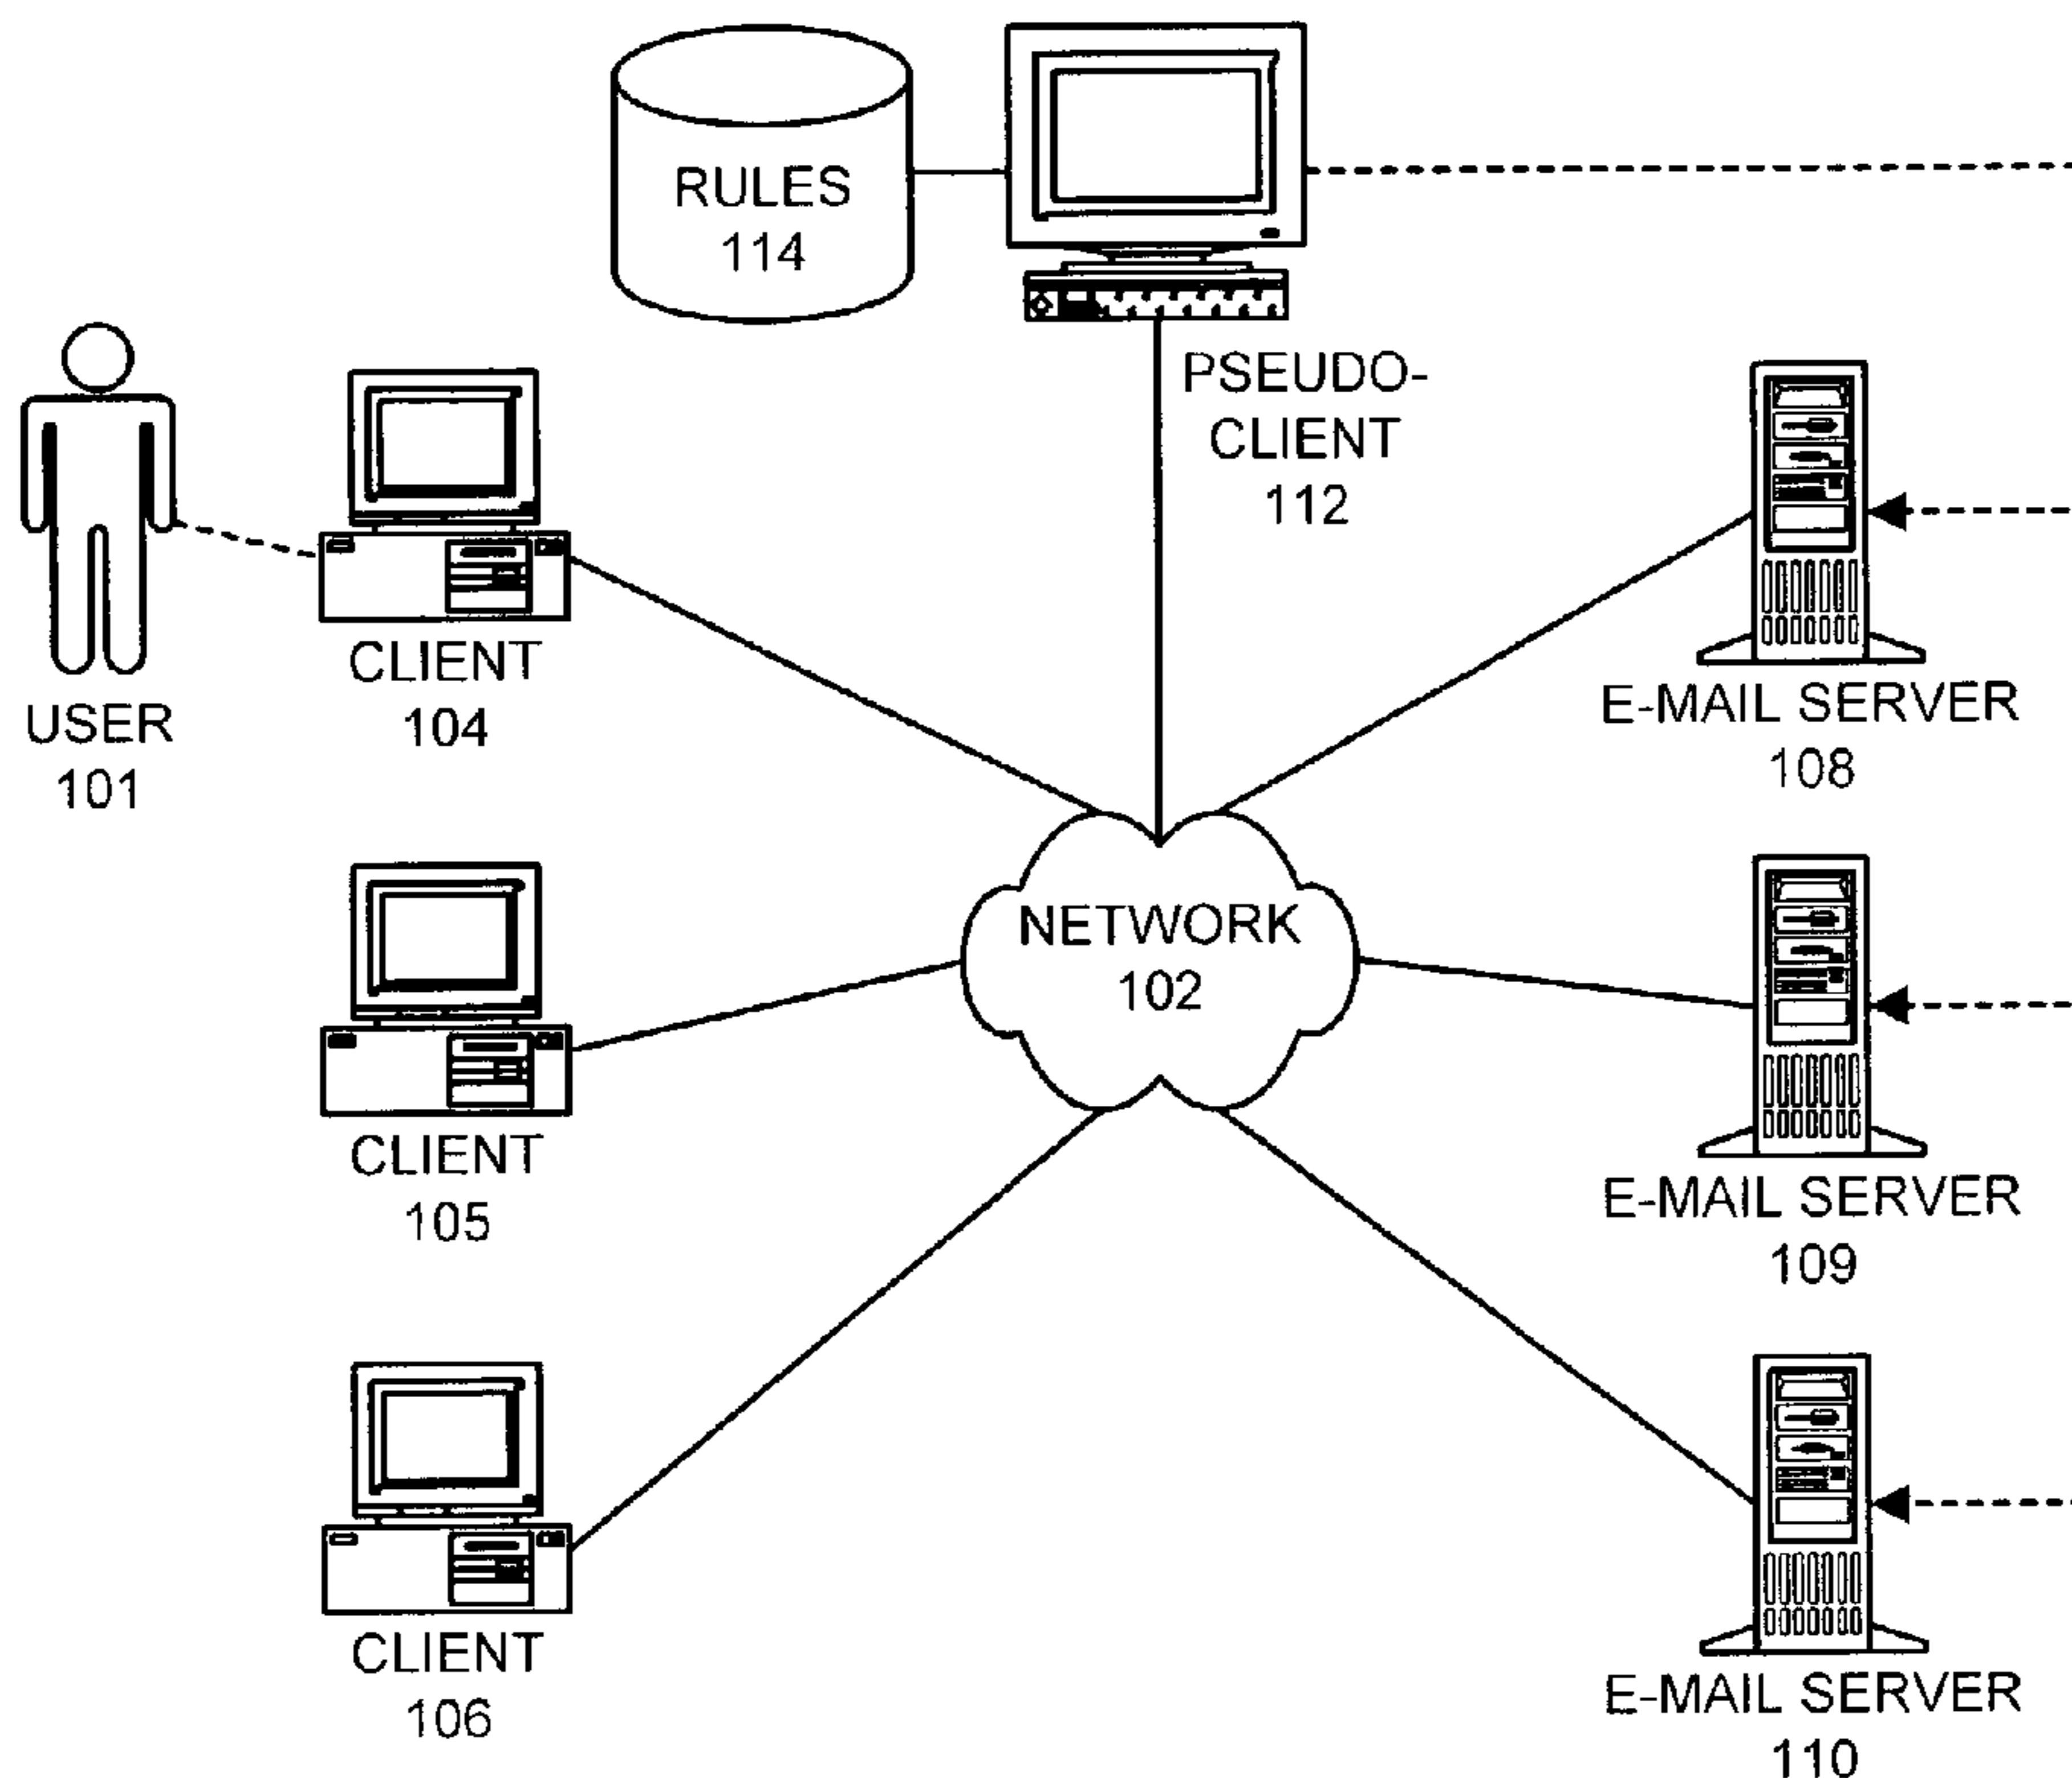 RULES
114
PSEUDO-
CLIENT
112
USER
101
CLIENT
104
E-MAIL SERVER
108
NETWORK
102
CLIENT
105
E-MAIL SERVER
109
CLIENT
106
E-MAIL SERVER
110